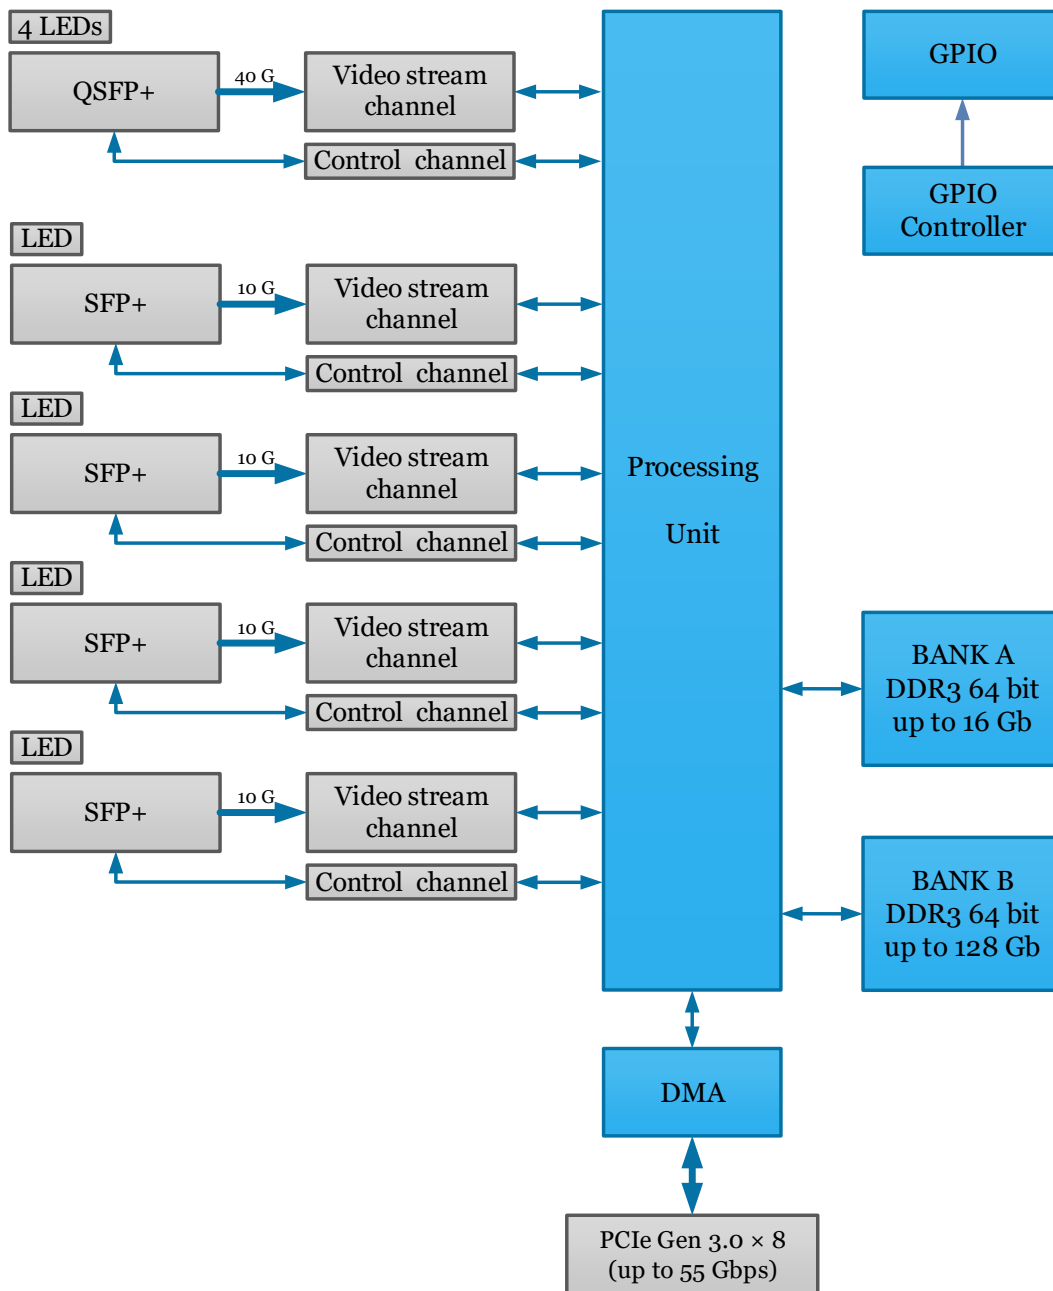 4 LEDs
QSFP+
40 G
Video stream
channel
Control channel
LED
SFP+
10 G
Video stream
channel
Control channel
LED
SFP+
10 G
Video stream
channel
Control channel
LED
SFP+
10 G
Video stream
channel
Control channel
LED
SFP+
10 G
Video stream
channel
Control channel
Processing
Unit
GPIO
GPIO
Controller
BANK A
DDR3 64 bit
up to 16 Gb
BANK B
DDR3 64 bit
up to 128 Gb
DMA
PCIe Gen 3.0 × 8
(up to 55 Gbps)